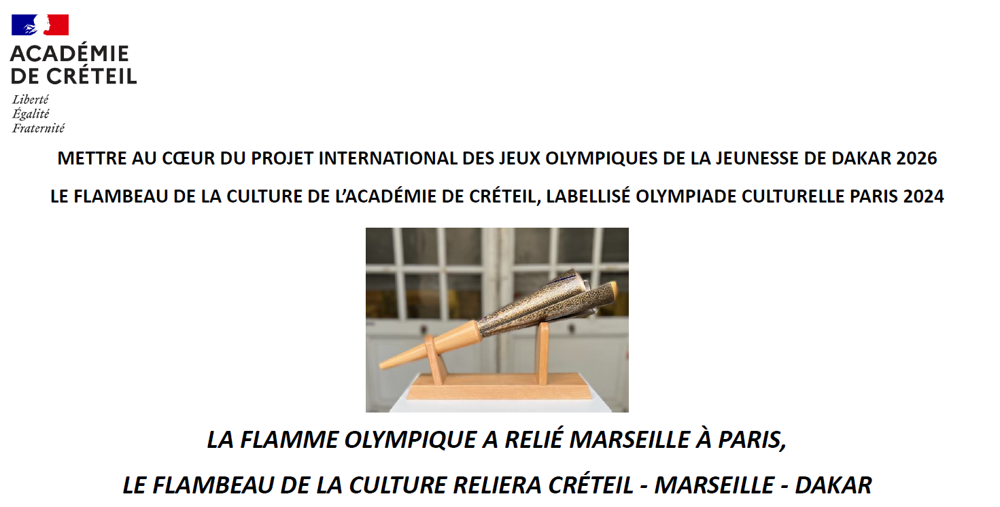 ACADÉMIE
DE CRÉTEIL
Liberté
Égalité
Fraternité
METTRE AU CŒUR DU PROJET INTERNATIONAL DES JEUX OLYMPIQUES DE LA JEUNESSE DE DAKAR 2026
LE FLAMBEAU DE LA CULTURE DE L’ACADÉMIE DE CRÉTEIL, LABELLISÉ OLYMPIADE CULTURELLE PARIS 2024
LA FLAMME OLYMPIQUE A RELIÉ MARSEILLE À PARIS,
LE FLAMBEAU DE LA CULTURE RELIERA CRÉTEIL - MARSEILLE - DAKAR